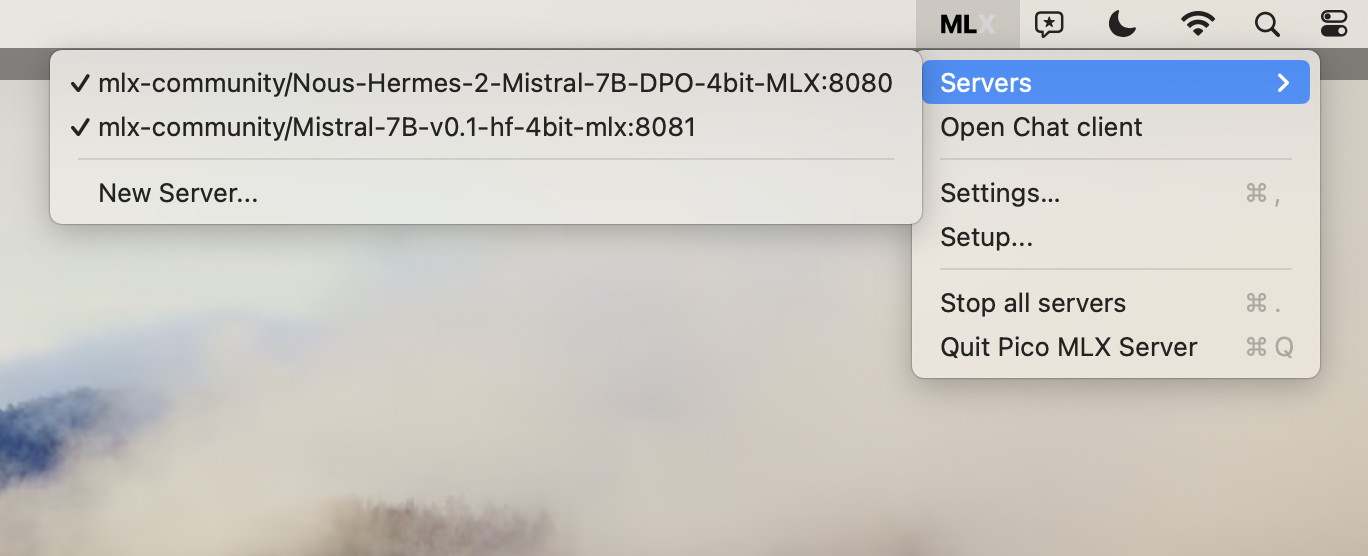 MLX
mlx-community/Nous-Hermes-2-Mistral-7B-DPO-4bit-MLX:8080
mlx-community/Mistral-7B-v0.1-hf-4bit-mlx:8081
New Server...
Servers
Open Chat client
Settings...
⌘ ,
Setup...
Stop all servers
⌘ .
Quit Pico MLX Server
⌘ Q